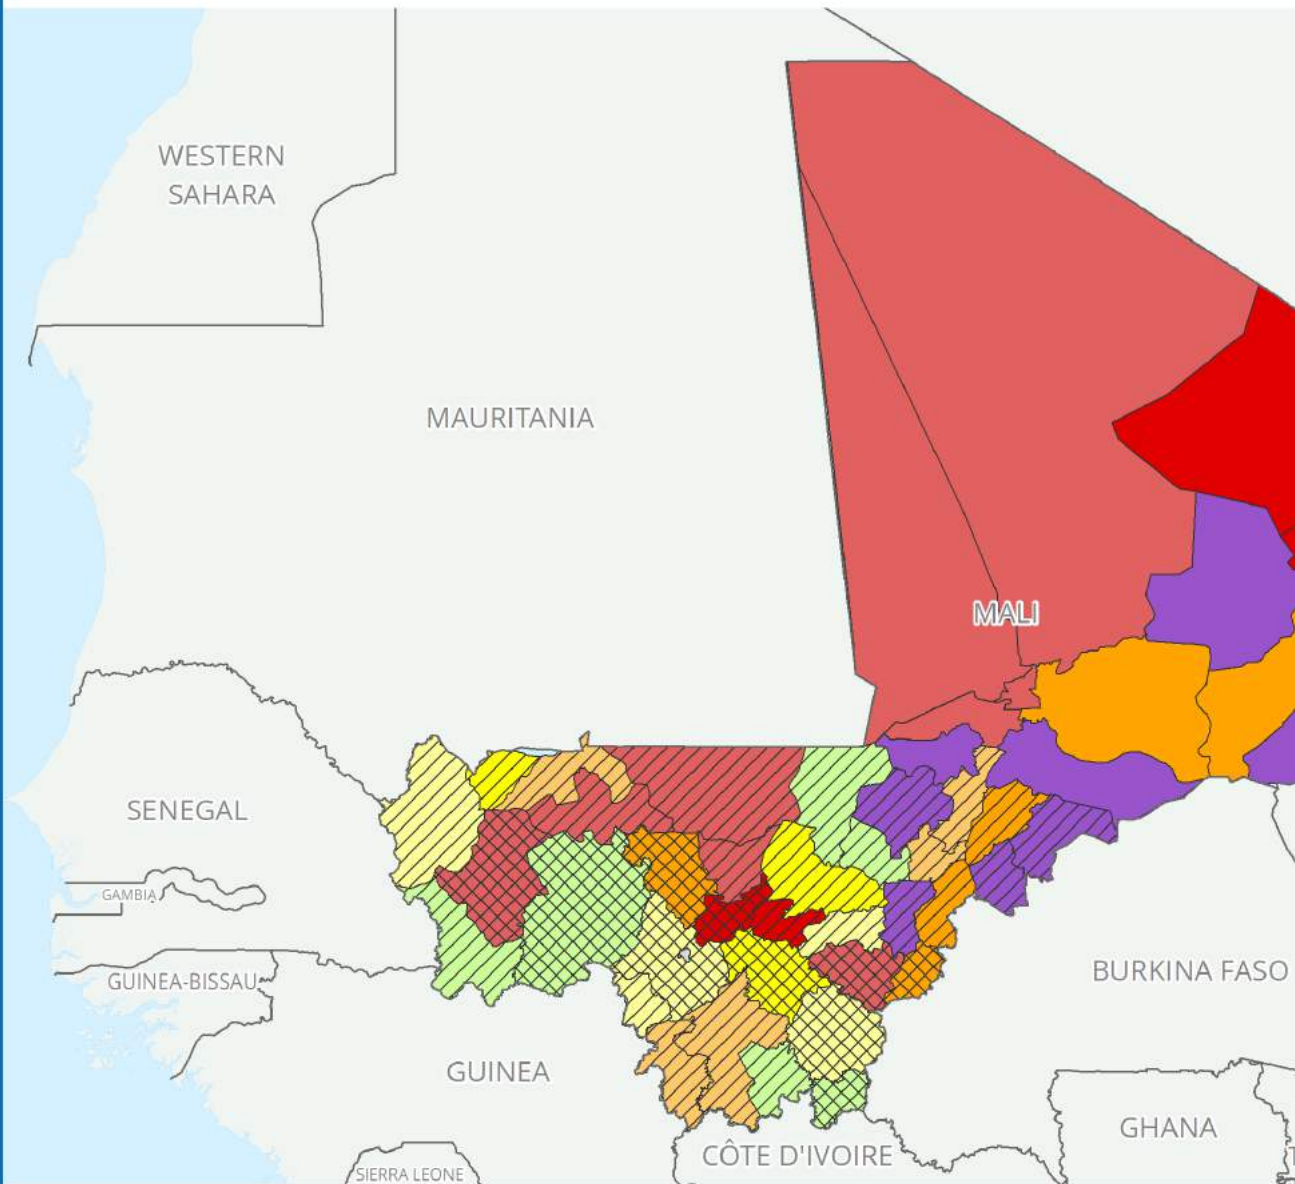 WESTERN
SAHARA
MAURITANIA
MALI
SENEGAL
GAMBIA
GUINEA-BISSAU
BURKINA FASO
GUINEA
GHANA
CÔTE D'IVOIRE
SIERRA LEONE